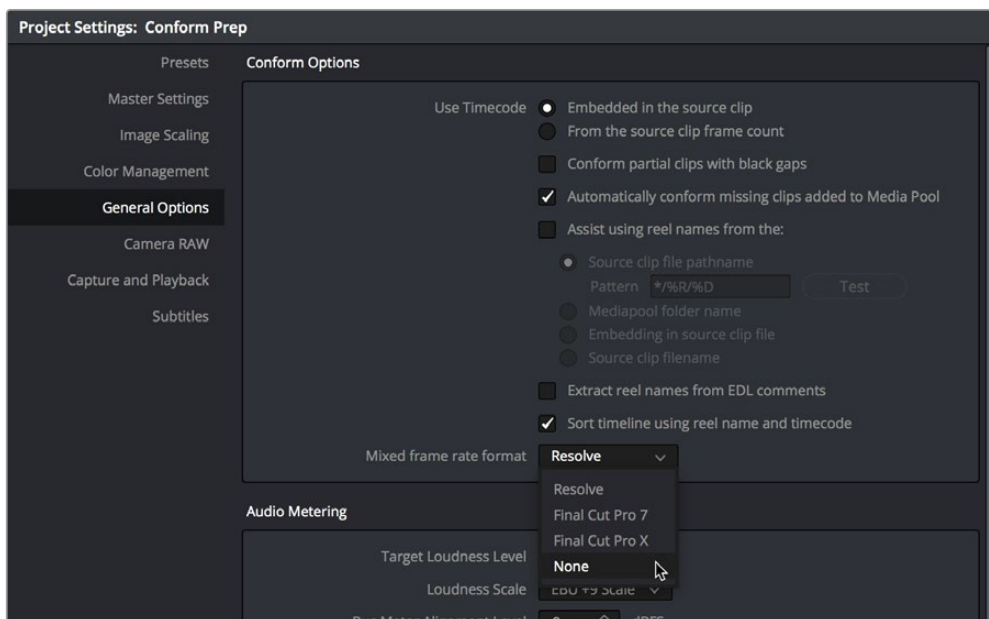 Project Settings: Conform Prep
Presets
Master Settings
Image Scaling
Color Management
General Options
Camera RAW
Capture and Playback
Subtitles
Conform Options
Use Timecode Embedded in the source clip
From the source clip frame count
Conform partial clips with black gaps
Automatically conform missing clips added to Media Pool
Assist using reel names from the:
Source clip file pathname
Pattern */%R/%D Test
Mediapool folder name
Embedding in source clip file
Source clip filename
Extract reel names from EDL comments
Sort timeline using reel name and timecode
Mixed frame rate format Resolve
Resolve
Final Cut Pro 7
Final Cut Pro X
None
Audio Metering
Target Loudness Level
Loudness Scale EBU +9 Scale